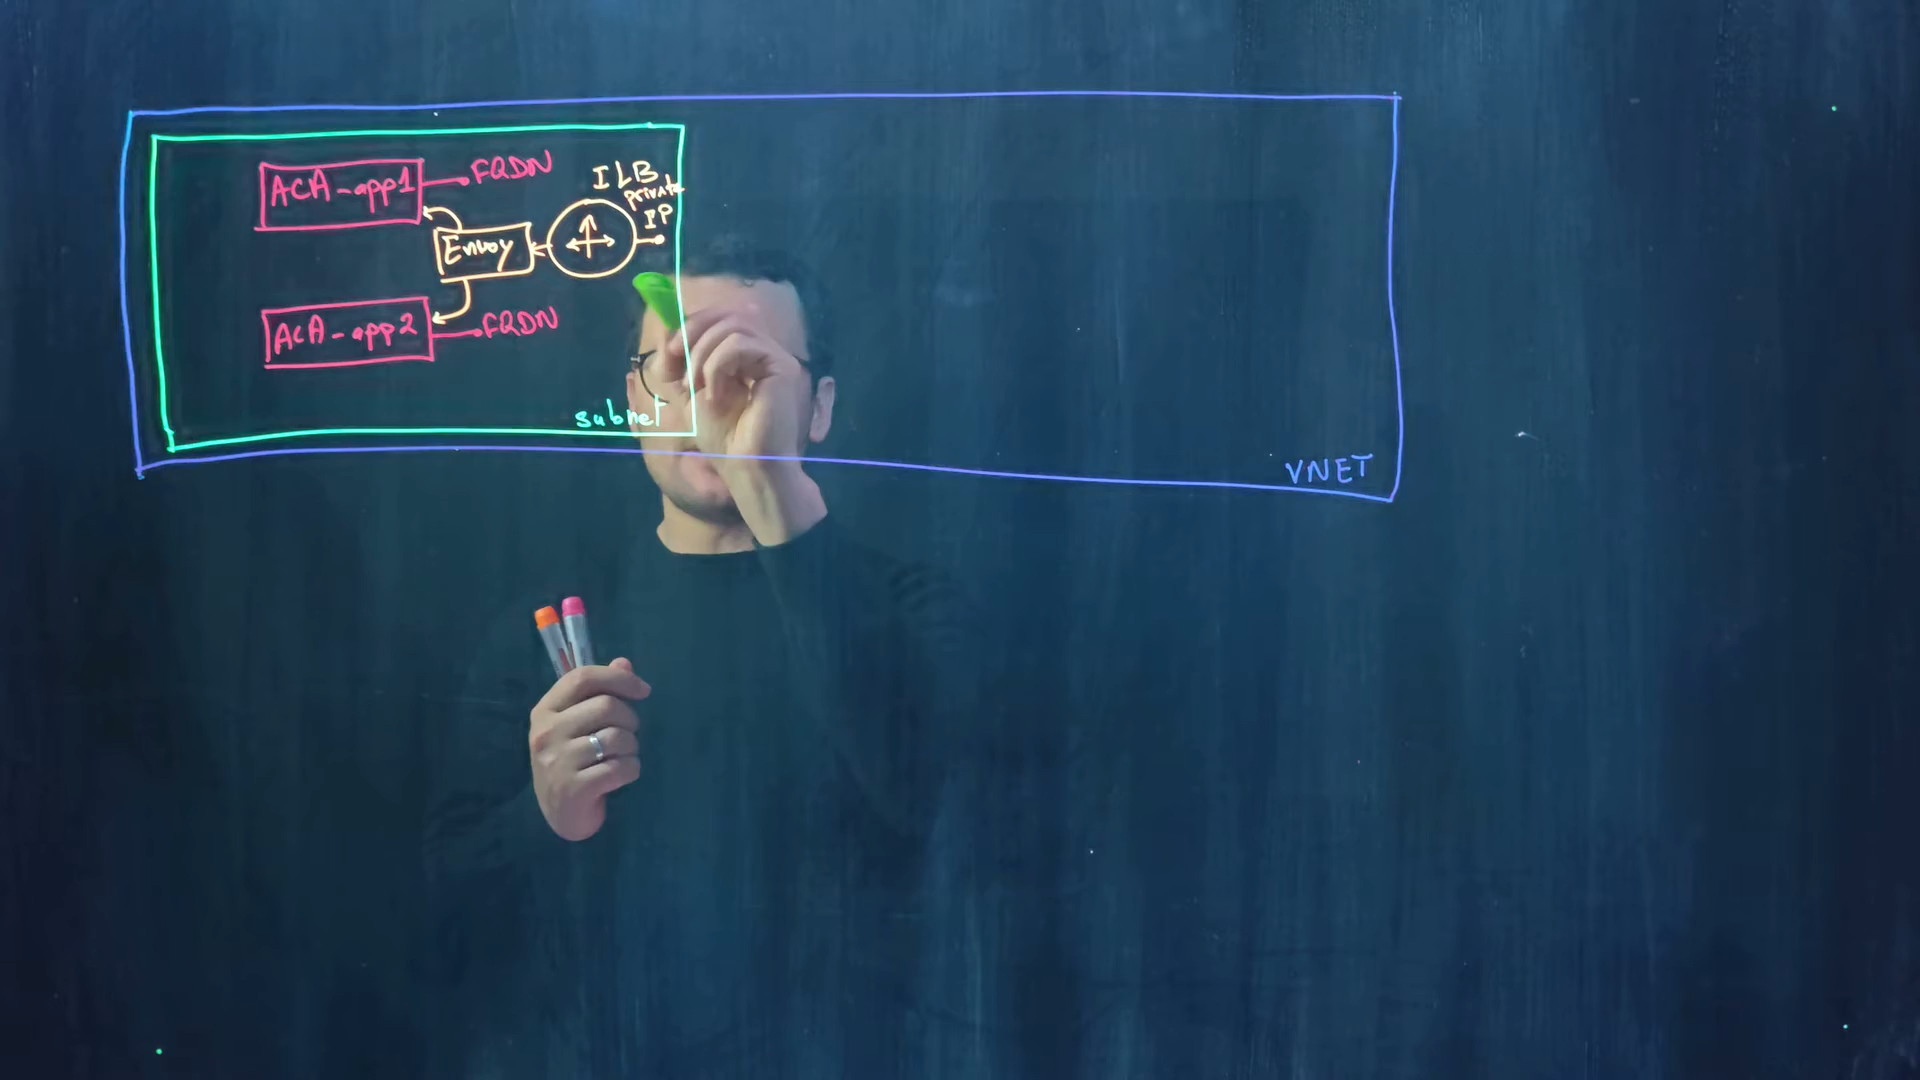 ACA-app1
FQDN
ILB
private
IP
Envoy
ACA-app2
FQDN
subnet
VNET